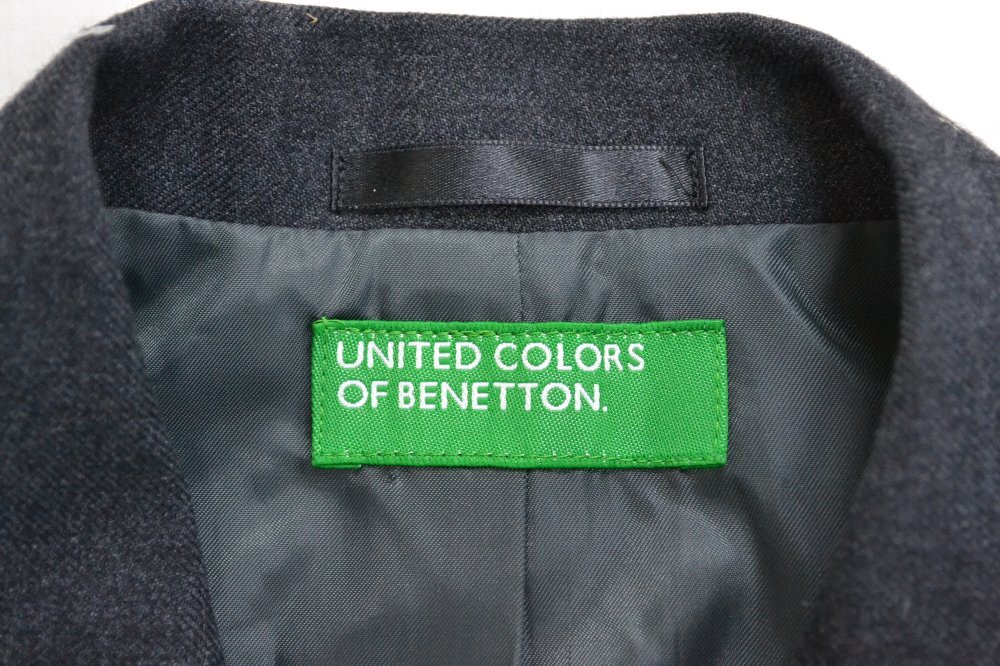 UNITED COLORS
OF BENETTON.